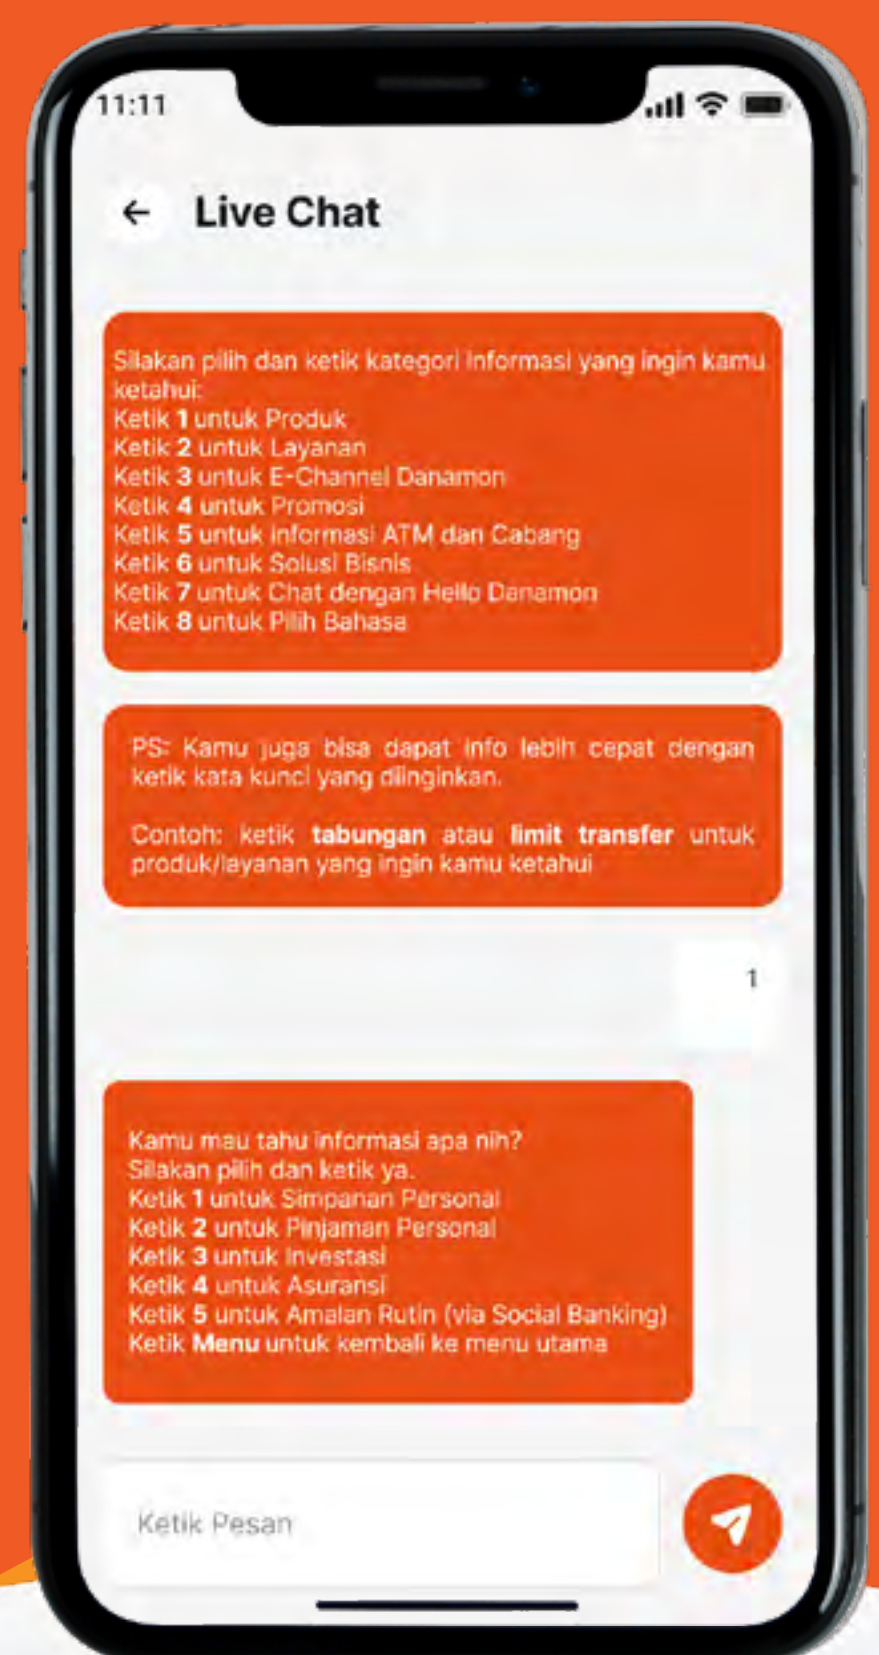 11:11
Live Chat
Silakan pilih dan ketik kategori informasi yang ingin kamu
ketahui:
Ketik 1 untuk Produk
Ketik 2 untuk Layanan
Ketik 3 untuk E-Channel Danamon
Ketik 4 untuk Promosi
Ketik 5 untuk informasi ATM dan Cabang
Ketik 6 untuk Solusi Bisnis
Ketik 7 untuk Chat dengan Hello Danamon
Ketik 8 untuk Pilih Bahasa
PS: Kamu juga bisa dapat info lebih cepat dengan
ketik kata kunci yang diinginkan.
Contoh: ketik tabungan atau limit transfer untuk
produk/layanan yang ingin kamu ketahui
1
Kamu mau tahu informasi apa nih?
Silakan pilih dan ketik ya.
Ketik 1 untuk Simpanan Personal
Ketik 2 untuk Pinjaman Personal
Ketik 3 untuk Investasi
Ketik 4 untuk Asuransi
Ketik 5 untuk Amalan Rutin (via Social Banking)
Ketik Menu untuk kembali ke menu utama
Ketik Pesan